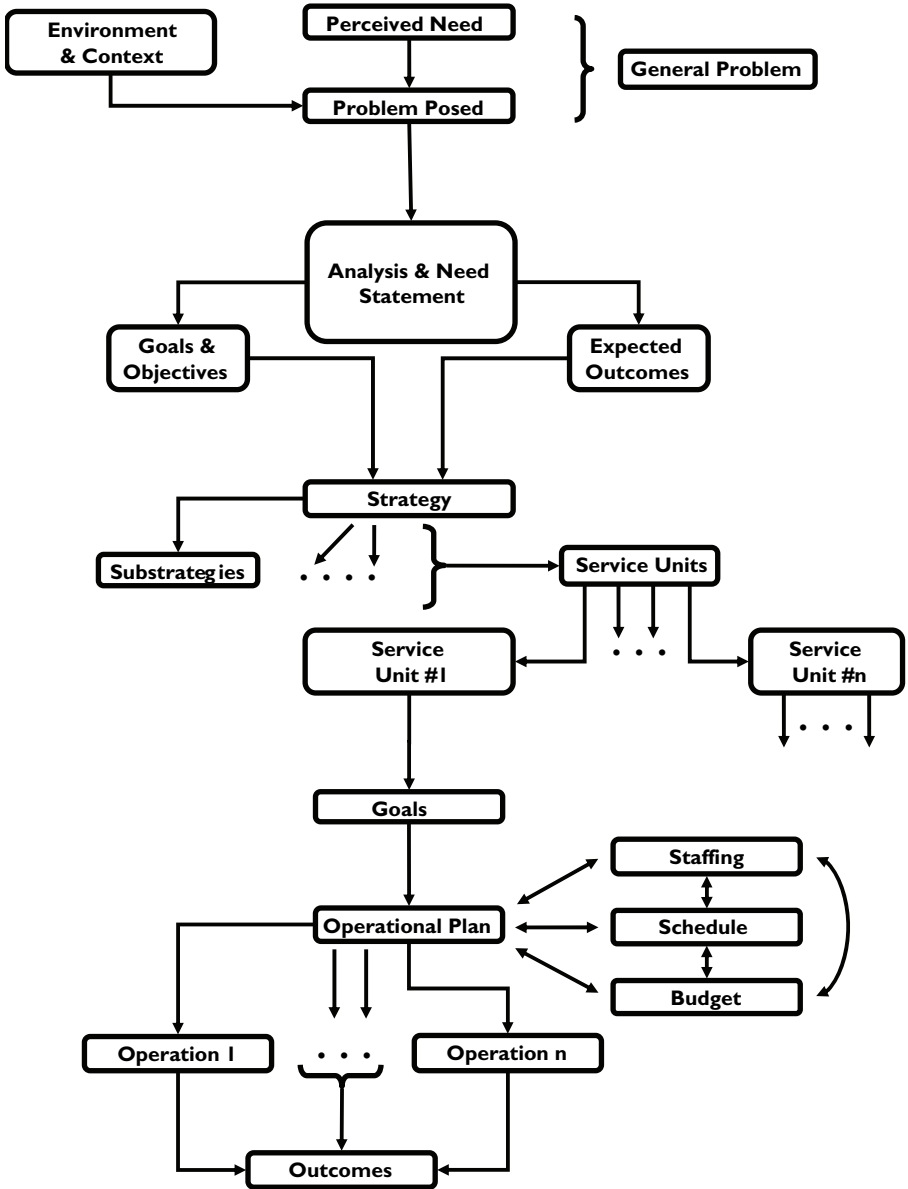 Environment
& Context
Perceived Need
General Problem
Problem Posed
Analysis & Need
Statement
Goals &
Objectives
Expected
Outcomes
Strategy
Substrategies
. . . .
Service Units
. . .
Service
Unit #1
Service
Unit #n
. . .
Goals
Staffing
Operational Plan
Schedule
Budget
Operation 1
. . .
Operation n
Outcomes